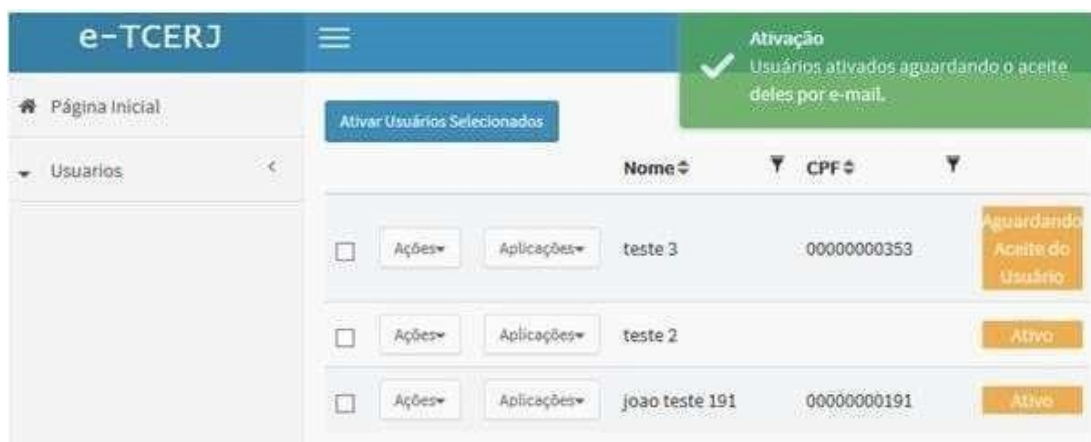 e-TCERJ
Ativação
Usuários ativados aguardando o aceite
deles por e-mail.
Página Inicial
Usuarios
Ativar Usuários Selecionados
Nome CPF
Ações Aplicações teste 3 00000000353 Aguardando
Aceite do
Usuário
Ações Aplicações teste 2 Ativo
Ações Aplicações joao teste 191 00000000191 Ativo